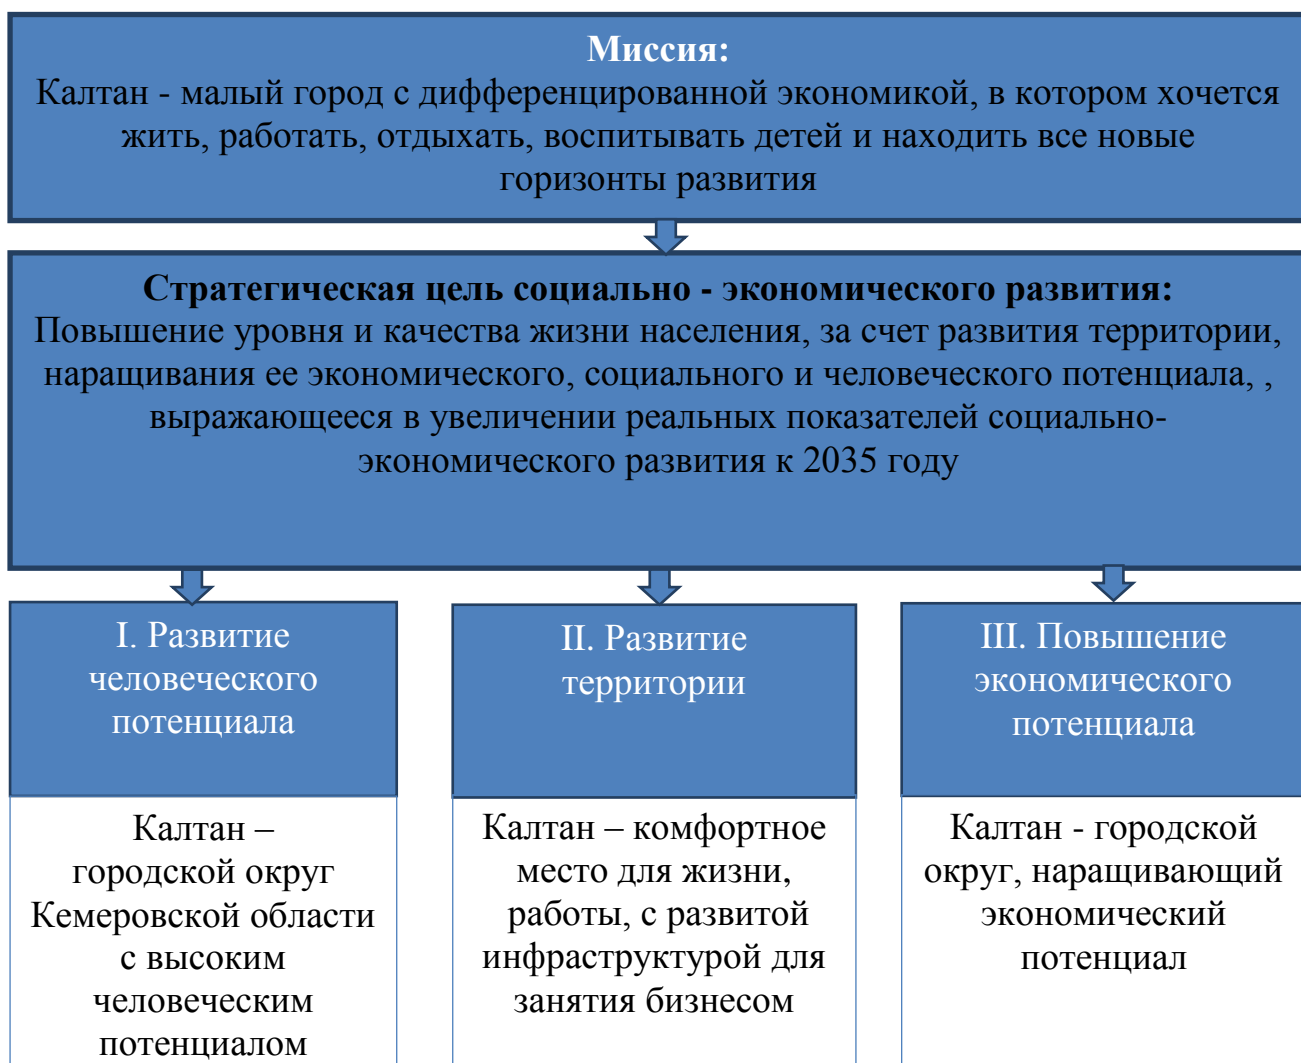 Миссия:
Калтан - малый город с дифференцированной экономикой, в котором хочется
жить, работать, отдыхать, воспитывать детей и находить все новые
горизонты развития
Стратегическая цель социально - экономического развития:
Повышение уровня и качества жизни населения, за счет развития территории,
наращивания ее экономического, социального и человеческого потенциала, ,
выражающееся в увеличении реальных показателей социально-
экономического развития к 2035 году
I. Развитие
человеческого
потенциала
Калтан –
городской округ
Кемеровской области
с высоким
человеческим
потенциалом
II. Развитие
территории
Калтан – комфортное
место для жизни,
работы, с развитой
инфраструктурой для
занятия бизнесом
III. Повышение
экономического
потенциала
Калтан - городской
округ, наращивающий
экономический
потенциал